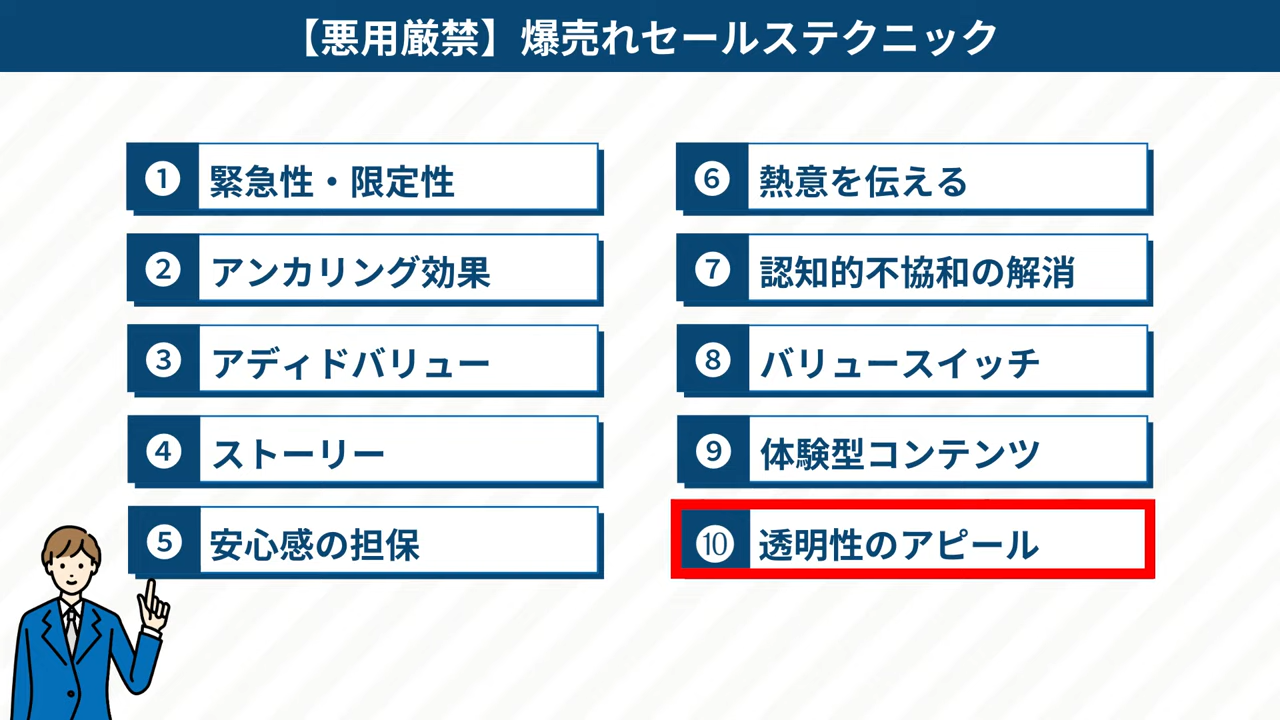 【悪用厳禁】爆売れセールステクニック
❶ 緊急性・限定性
❷ アンカリング効果
❸ アディドバリュー
❹ ストーリー
❺ 安心感の担保
❻ 熱意を伝える
❼ 認知的不協和の解消
❽ バリュースイッチ
❾ 体験型コンテンツ
❿ 透明性のアピール